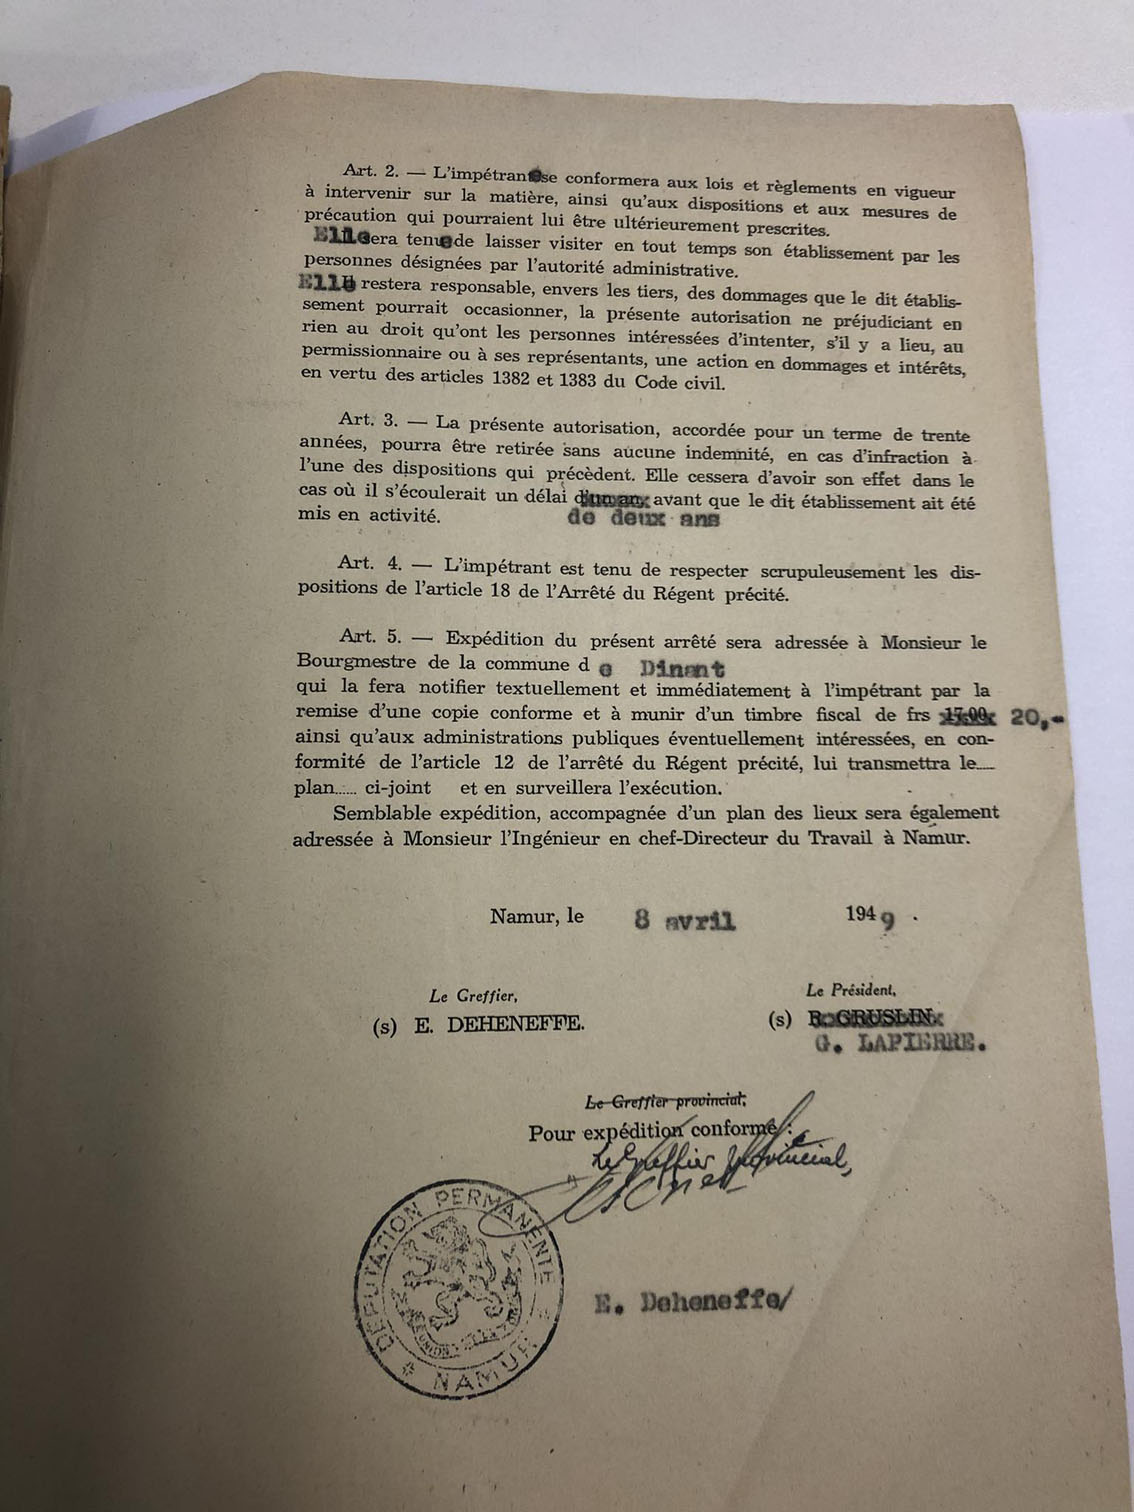 Art. 2. — L'impétrante se conformera aux lois et règlements en vigueur
à intervenir sur la matière, ainsi qu'aux dispositions et aux mesures de
précaution qui pourraient lui être ultérieurement prescrites.
Elle sera tenue de laisser visiter en tout temps son établissement par les
personnes désignées par l'autorité administrative.
Elle restera responsable, envers les tiers, des dommages que le dit établis-
sement pourrait occasionner, la présente autorisation ne préjudiciant en
rien au droit qu'ont les personnes intéressées d'intenter, s'il y a lieu, au
permissionnaire ou à ses représentants, une action en dommages et intérêts,
en vertu des articles 1382 et 1383 du Code civil.
Art. 3. — La présente autorisation, accordée pour un terme de trente
années, pourra être retirée sans aucune indemnité, en cas d'infraction à
l'une des dispositions qui précèdent. Elle cessera d'avoir son effet dans le
cas où il s'écoulerait un délai d'un an avant que le dit établissement ait été
mis en activité. de deux ans
Art. 4. — L'impétrant est tenu de respecter scrupuleusement les dis-
positions de l'article 18 de l'Arrêté du Régent précité.
Art. 5. — Expédition du présent arrêté sera adressée à Monsieur le
Bourgmestre de la commune d e Dinant
qui la fera notifier textuellement et immédiatement à l'impétrant par la
remise d'une copie conforme et à munir d'un timbre fiscal de frs 17,00 20,-
ainsi qu'aux administrations publiques éventuellement intéressées, en con-
formité de l'article 12 de l'arrêté du Régent précité, lui transmettra le.....
plan...... ci-joint et en surveillera l'exécution.
Semblable expédition, accompagnée d'un plan des lieux sera également
adressée à Monsieur l'Ingénieur en chef-Directeur du Travail à Namur.
Namur, le 8 avril 1949 .
Le Greffier, Le Président,
(s) E. DEHENEFFE. (s) R. GRUSLIN.
G. LAPIERRE.
Le Greffier provincial,
Pour expédition conforme :
Le Greffier Provincial,
DEPUTATION PERMANENTE
NAMUR
E. Deheneffe/